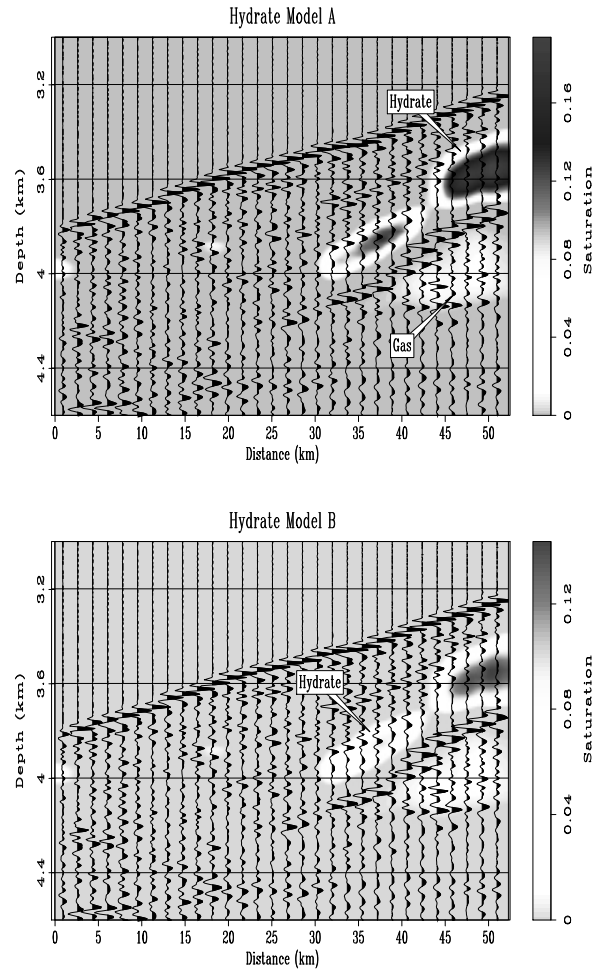 Hydrate Model A
Hydrate
Gas
3.2
3.6
4
4.4
Depth (km)
0 5 10 15 20 25 30 35 40 45 50
Distance (km)
0.16
0.12
0.08
0.04
0
Saturation
Hydrate Model B
Hydrate
3.2
3.6
4
4.4
Depth (km)
0 5 10 15 20 25 30 35 40 45 50
Distance (km)
0.12
0.08
0.04
0
Saturation